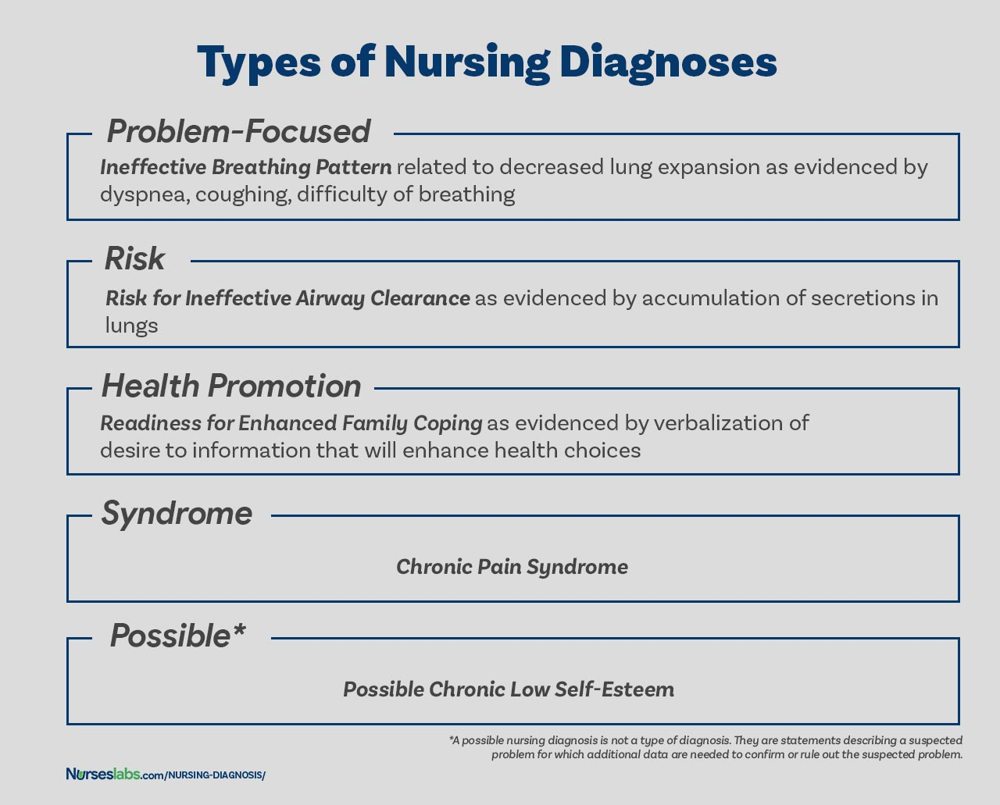 Types of Nursing Diagnoses
Problem-Focused
Ineffective Breathing Pattern related to decreased lung expansion as evidenced by
dyspnea, coughing, difficulty of breathing
Risk
Risk for Ineffective Airway Clearance as evidenced by accumulation of secretions in
lungs
Health Promotion
Readiness for Enhanced Family Coping as evidenced by verbalization of
desire to information that will enhance health choices
Syndrome
Chronic Pain Syndrome
Possible*
Possible Chronic Low Self-Esteem
*A possible nursing diagnosis is not a type of diagnosis. They are statements describing a suspected
problem for which additional data are needed to confirm or rule out the suspected problem.
Nurseslabs.com/NURSING-DIAGNOSIS/